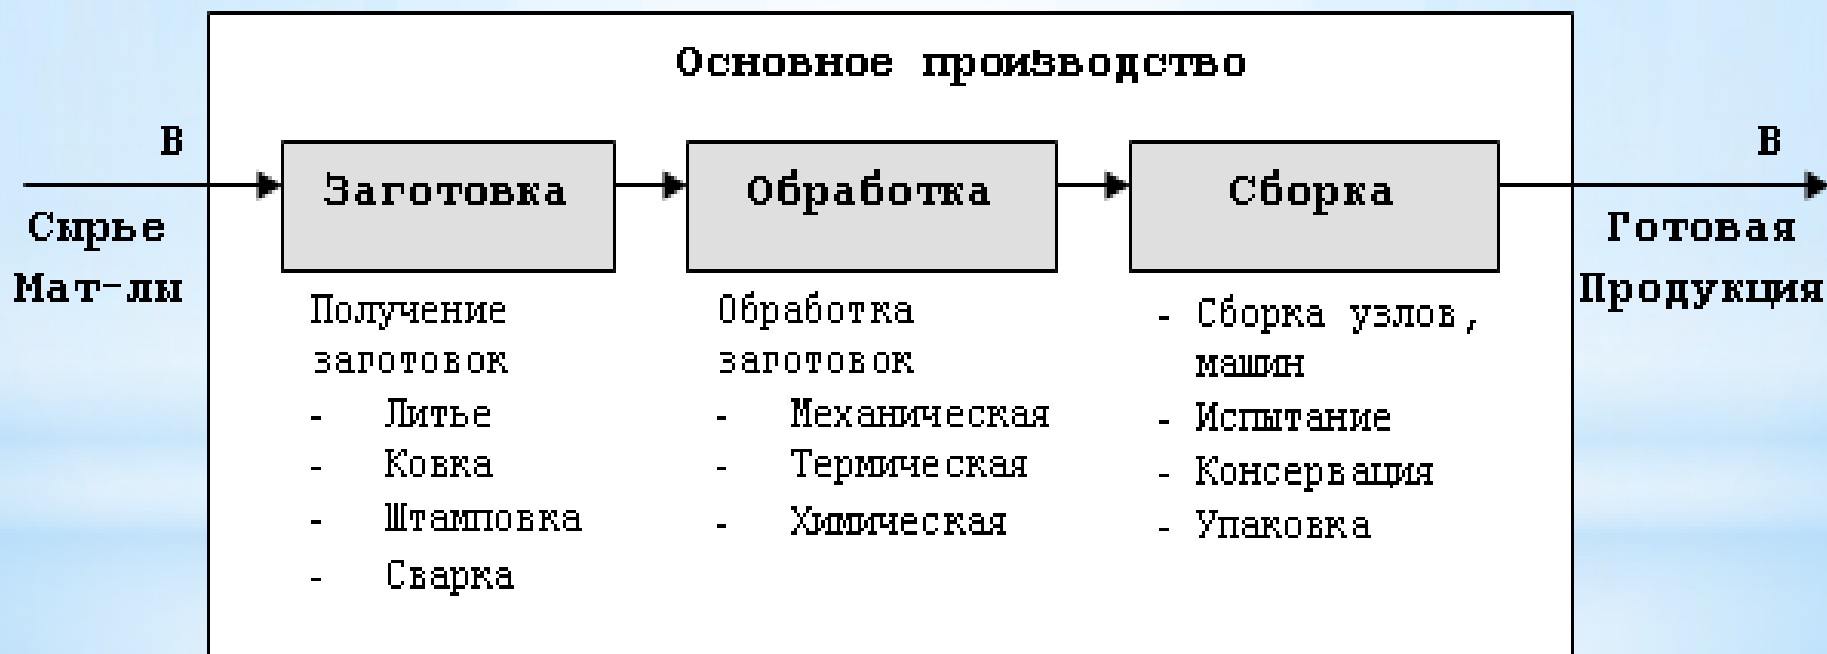 Основное производство
В
Сырье
Мат-лы
Заготовка
Получение
заготовок
- Литье
- Ковка
- Штамповка
- Сварка
Обработка
Обработка
заготовок
- Механическая
- Термическая
- Химическая
Сборка
- Сборка узлов,
машин
- Испытание
- Консервация
- Упаковка
В
Готовая
Продукция